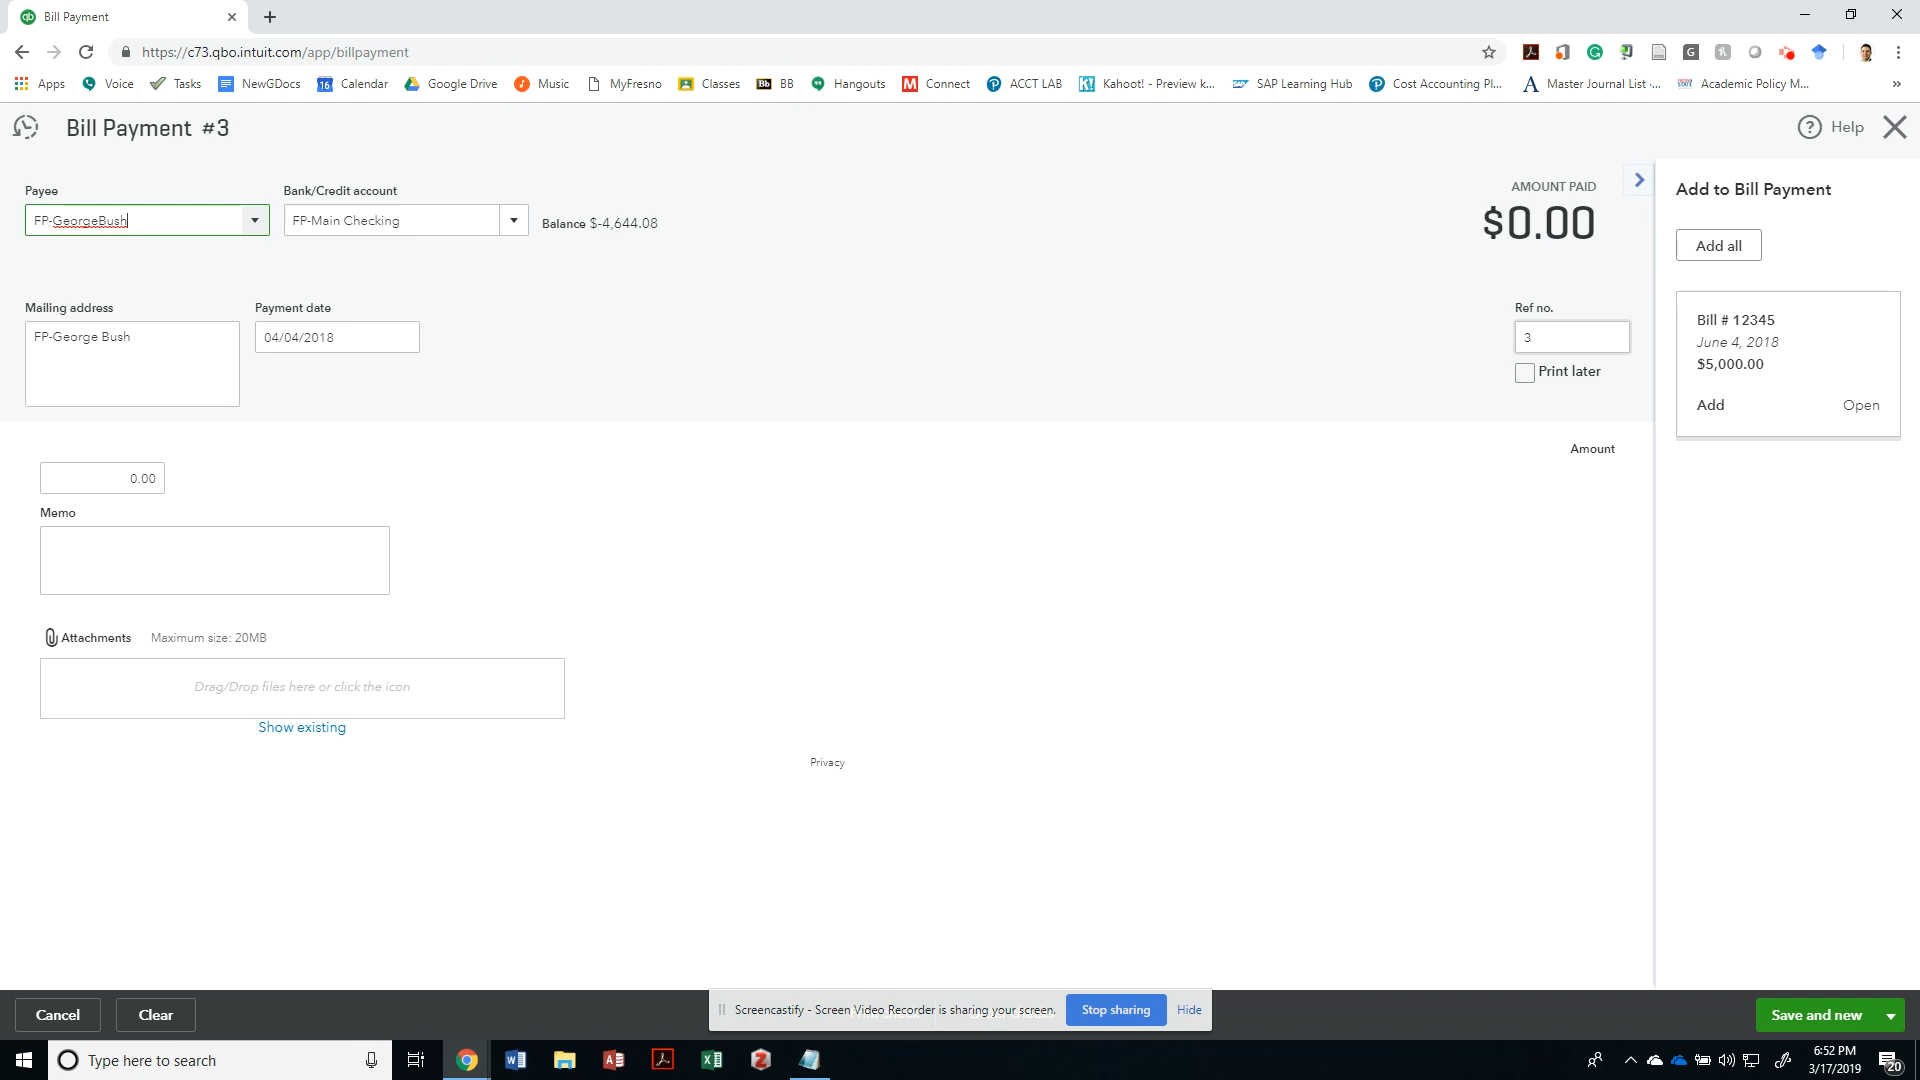 Bill Payment
https://c73.qbo.intuit.com/app/billpayment
Apps Voice Tasks NewGDocs Calendar Google Drive Music MyFresno Classes BB Hangouts Connect ACCT LAB Kahoot! - Preview k... SAP Learning Hub Cost Accounting Pl... Master Journal List -... Academic Policy M... »
Bill Payment #3
Help
Payee
FP-GeorgeBush
Bank/Credit account
FP-Main Checking
Balance $-4,644.08
AMOUNT PAID
$0.00
Mailing address
FP-George Bush
Payment date
04/04/2018
Ref no.
3
Print later
Add to Bill Payment
Add all
Bill # 12345
June 4, 2018
$5,000.00
Add Open
Amount
0.00
Memo
Attachments Maximum size: 20MB
Drag/Drop files here or click the icon
Show existing
Privacy
Cancel Clear
Screencastify - Screen Video Recorder is sharing your screen. Stop sharing Hide
Save and new
Type here to search
6:52 PM
3/17/2019
20